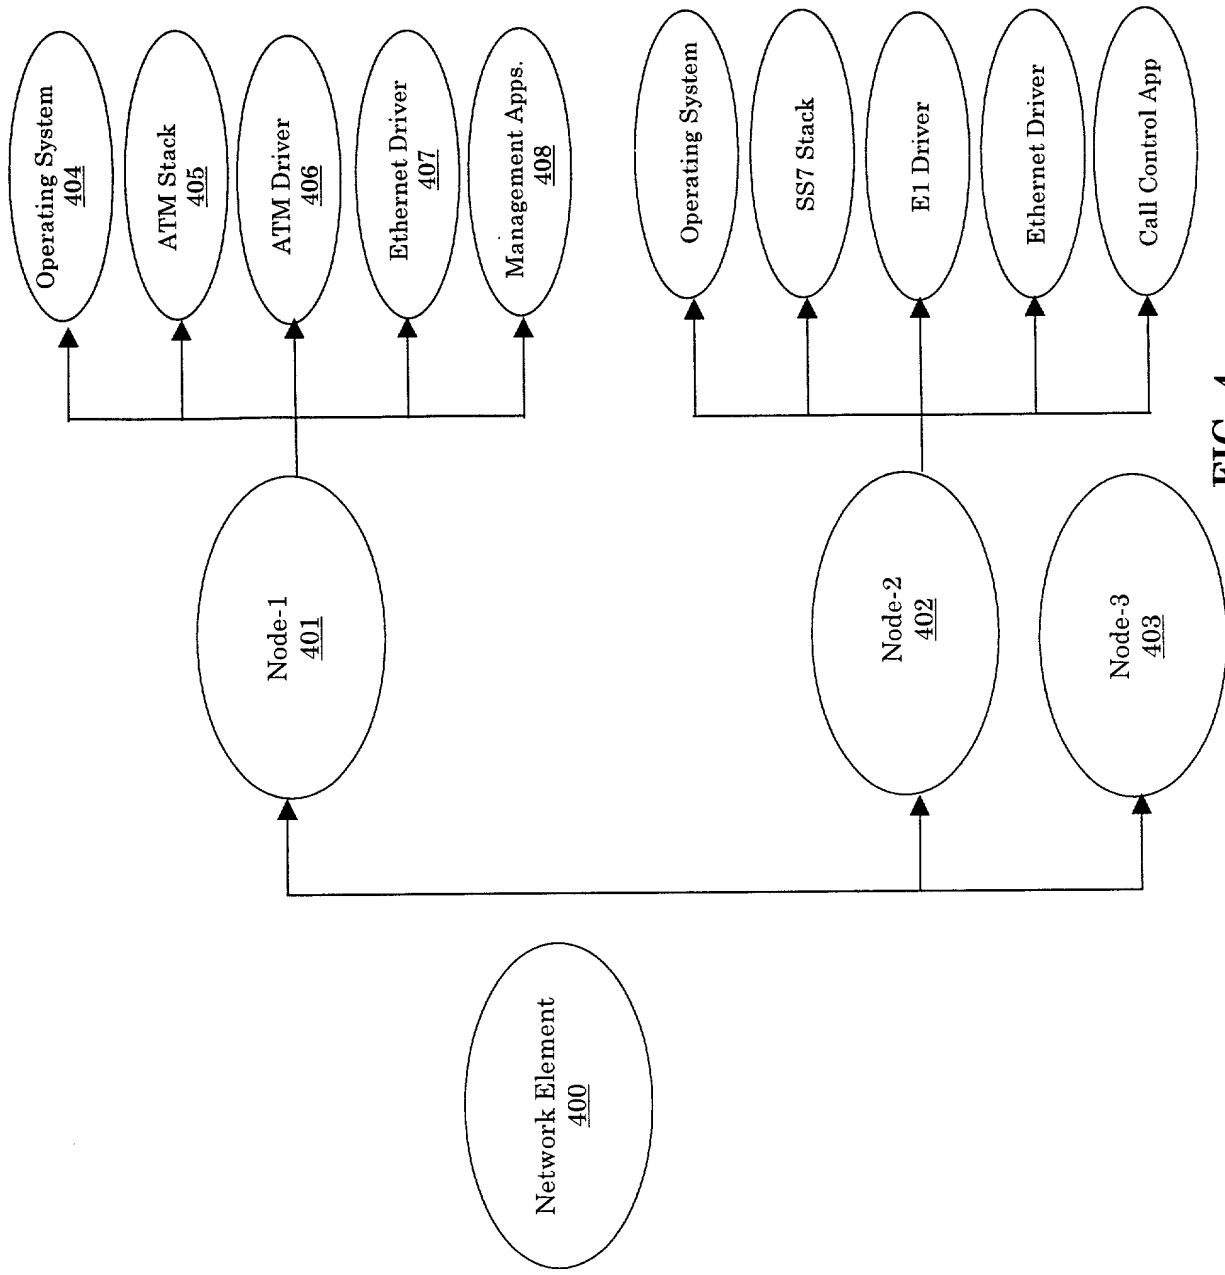 Network Element
400
Node-1
401
Node-2
402
Node-3
403
Operating System
404
ATM Stack
405
ATM Driver
406
Ethernet Driver
407
Management Apps.
408
Operating System
SS7 Stack
E1 Driver
Ethernet Driver
Call Control App
FIG. 4